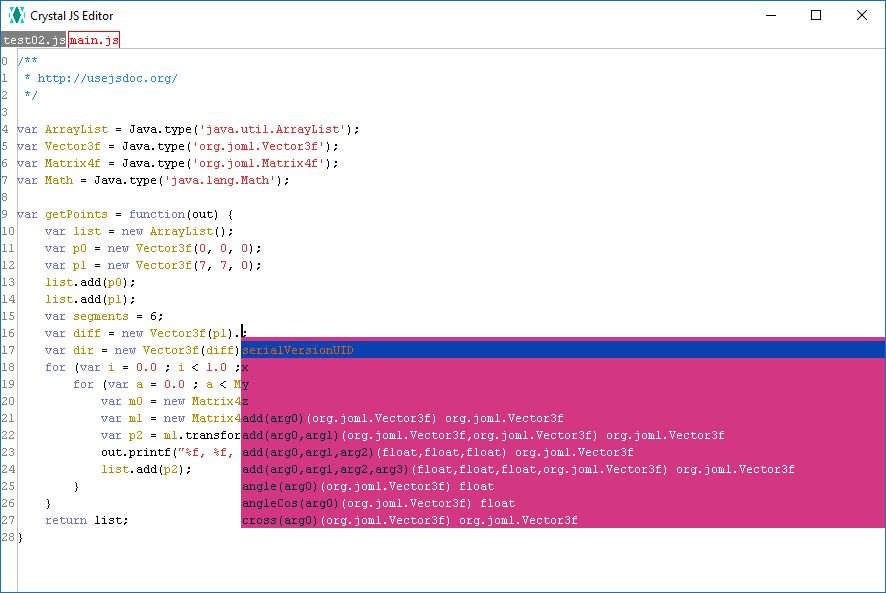 Crystal JS Editor
test02.js main.js
0 /**
1  * http://usejsdoc.org/
2  */
3
4 var ArrayList = Java.type('java.util.ArrayList');
5 var Vector3f = Java.type('org.joml.Vector3f');
6 var Matrix4f = Java.type('org.joml.Matrix4f');
7 var Math = Java.type('java.lang.Math');
8
9 var getPoints = function(out) {
10     var list = new ArrayList();
11     var p0 = new Vector3f(0, 0, 0);
12     var p1 = new Vector3f(7, 7, 0);
13     list.add(p0);
14     list.add(p1);
15     var segments = 6;
16     var diff = new Vector3f(p1).;
17     var dir = new Vector3f(diff) serialVersionUID
18     for (var i = 0.0 ; i < 1.0 ; x
19         for (var a = 0.0 ; a < M y
20             var m0 = new Matrix4 z
21             var m1 = new Matrix4 add(arg0)(org.joml.Vector3f) org.joml.Vector3f
22             var p2 = m1.transfor add(arg0,arg1)(org.joml.Vector3f,org.joml.Vector3f) org.joml.Vector3f
23             out.printf("%f, %f, add(arg0,arg1,arg2)(float,float,float) org.joml.Vector3f
24             list.add(p2); add(arg0,arg1,arg2,arg3)(float,float,float,org.joml.Vector3f) org.joml.Vector3f
25         } angle(arg0)(org.joml.Vector3f) float
26     } angleCos(arg0)(org.joml.Vector3f) float
27     return list; cross(arg0)(org.joml.Vector3f) org.joml.Vector3f
28 }